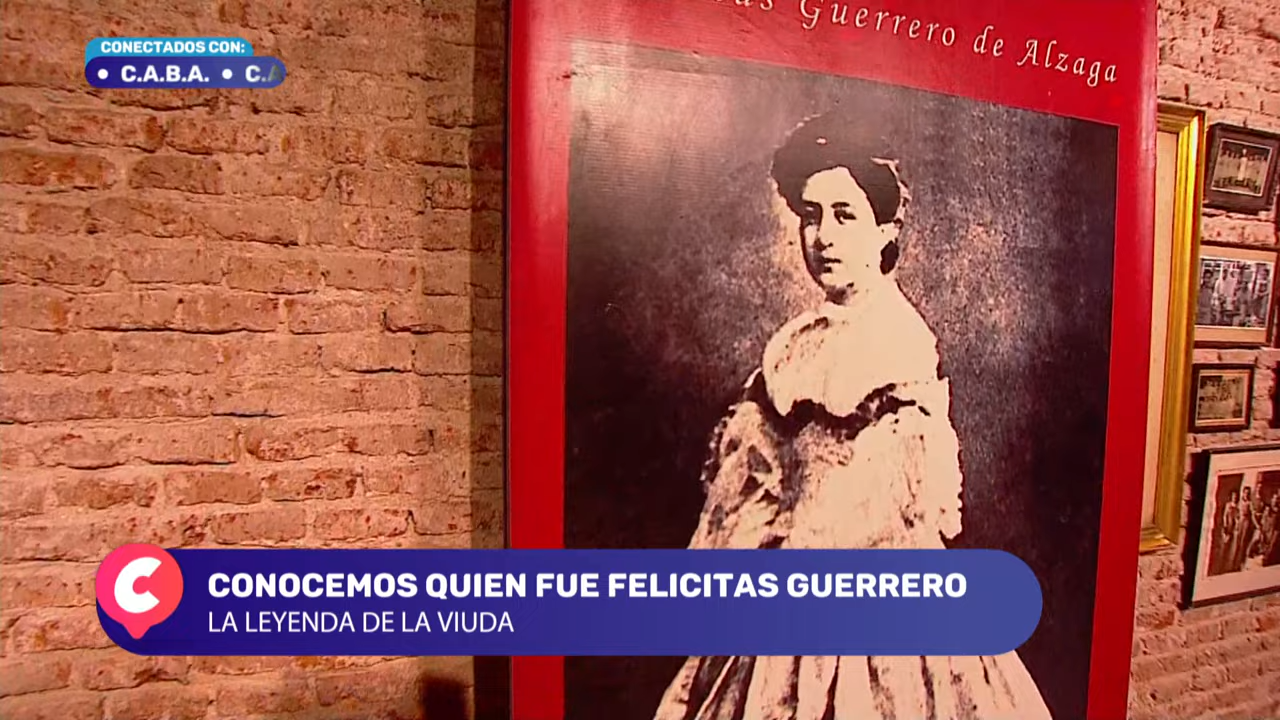 CONECTADOS CON:
• C.A.B.A. • C.A
Guerrero de Alzaga
CONOCEMOS QUIEN FUE FELICITAS GUERRERO
LA LEYENDA DE LA VIUDA